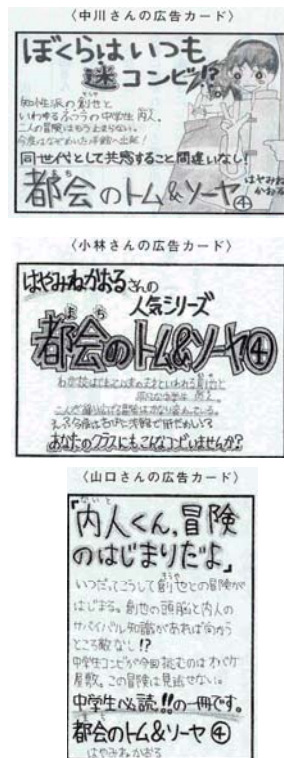 〈中川さんの広告カード〉
ぼくらはいつも
迷コンビ!?
知性派の創也と
いわゆるふつうの中学生内人。
二人の冒険はもう止まらない。
同世代として共感すること間違いなし!
都会のトム&ソーヤ④
はやみね
かおる
〈小林さんの広告カード〉
はやみねかおるさんの
人気シリーズ
都会のトム&ソーヤ④
あなたのクラスにもこんなコンビいませんか?
〈山口さんの広告カード〉
「内人くん,冒険
のはじまりだよ」
いつだってこうして創也との冒険が
はじまる。創也の頭脳と内人の
サバイバル知識があれば向かう
ところ敵なし!?
中学生コンビが今回挑むのはオバケ
屋敷。この冒険は見逃せない。
中学生必読!!の一冊です。
都会のトム&ソーヤ④
はやみねかおる